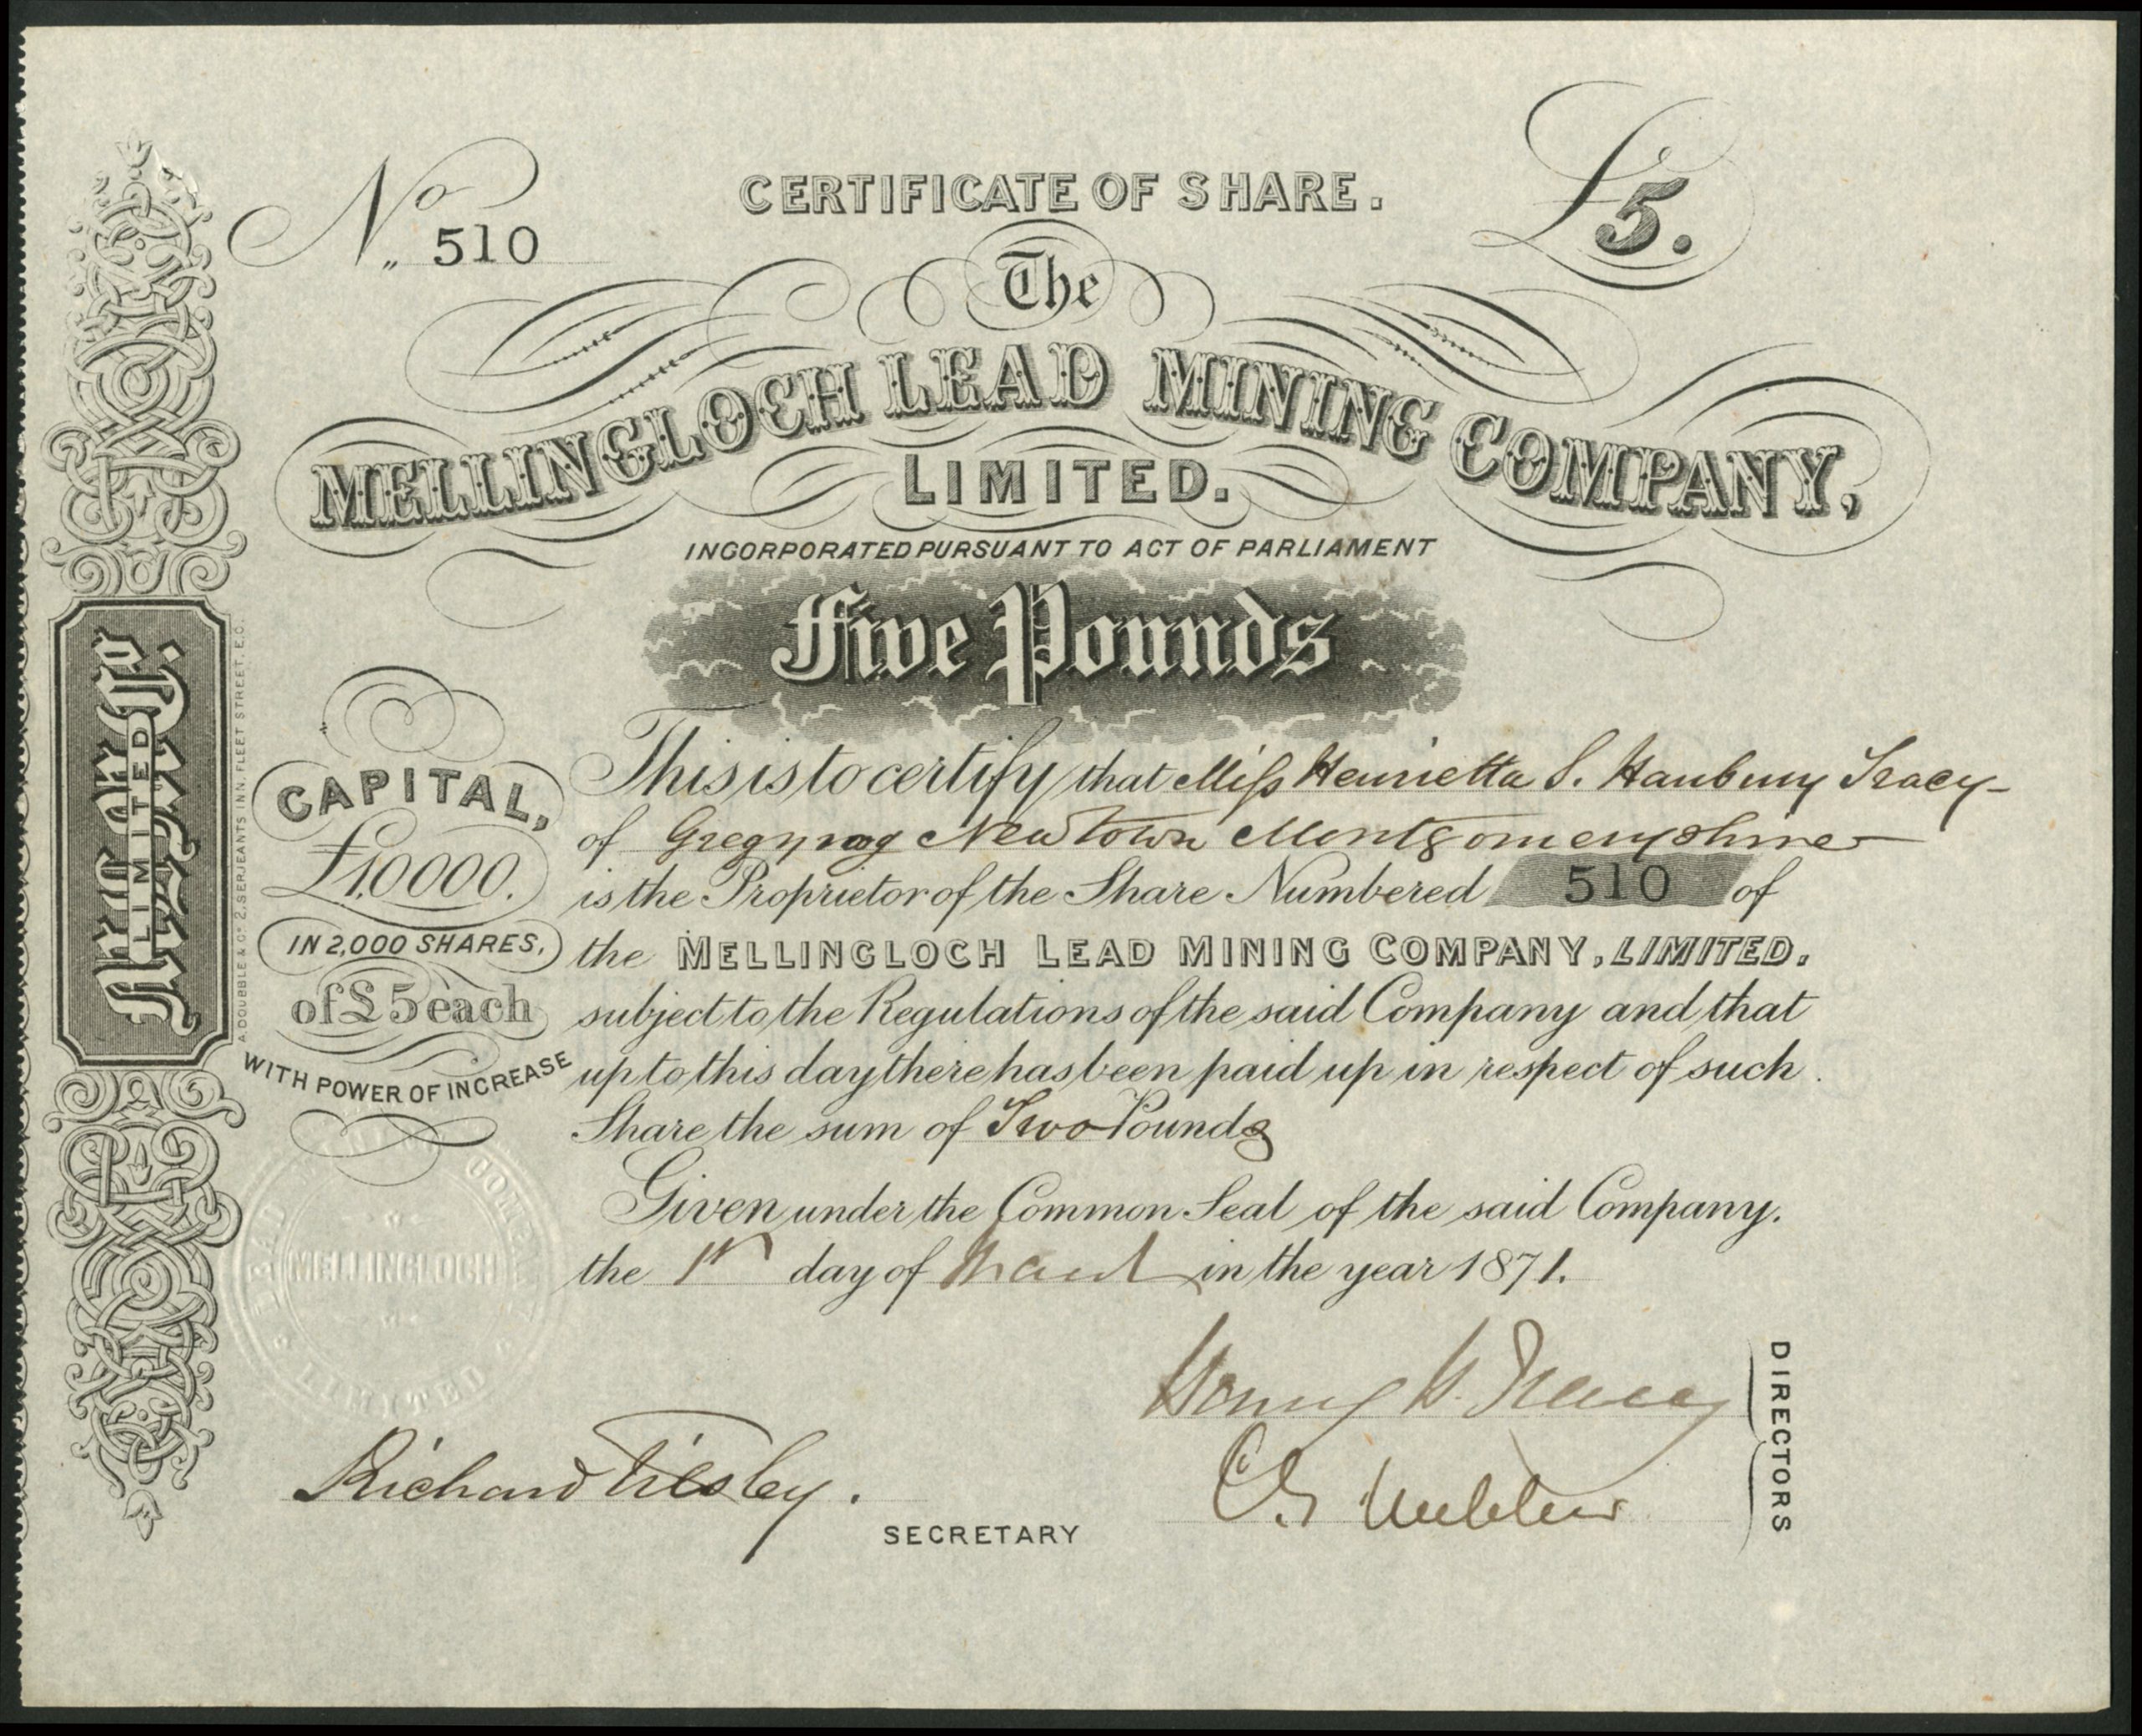 No 510
CERTIFICATE OF SHARE.
£5.
The
MELLINGLOCH LEAD MINING COMPANY,
LIMITED.
INCORPORATED PURSUANT TO ACT OF PARLIAMENT
Five Pounds
LIMITED
A. DOUBBLE & Co. 2, SERJEANTS INN, FLEET STREET, E.C.
CAPITAL,
£10000.
IN 2,000 SHARES,
of £5 each
WITH POWER OF INCREASE
This is to certify that Miss Henrietta S. Hanbury Tracy
of Gregynog Newtown Montgomeryshire
is the Proprietor of the Share Numbered 510 of
the MELLINGLOCH LEAD MINING COMPANY, LIMITED.
subject to the Regulations of the said Company and that
up to this day there has been paid up in respect of such
Share the sum of Two Pounds
Given under the Common Seal of the said Company.
the 1st day of March in the year 1871.
LEAD COMPANY
MELLINGLOCH
LIMITED
Richard Tilsley.
SECRETARY
Tracy
DIRECTORS